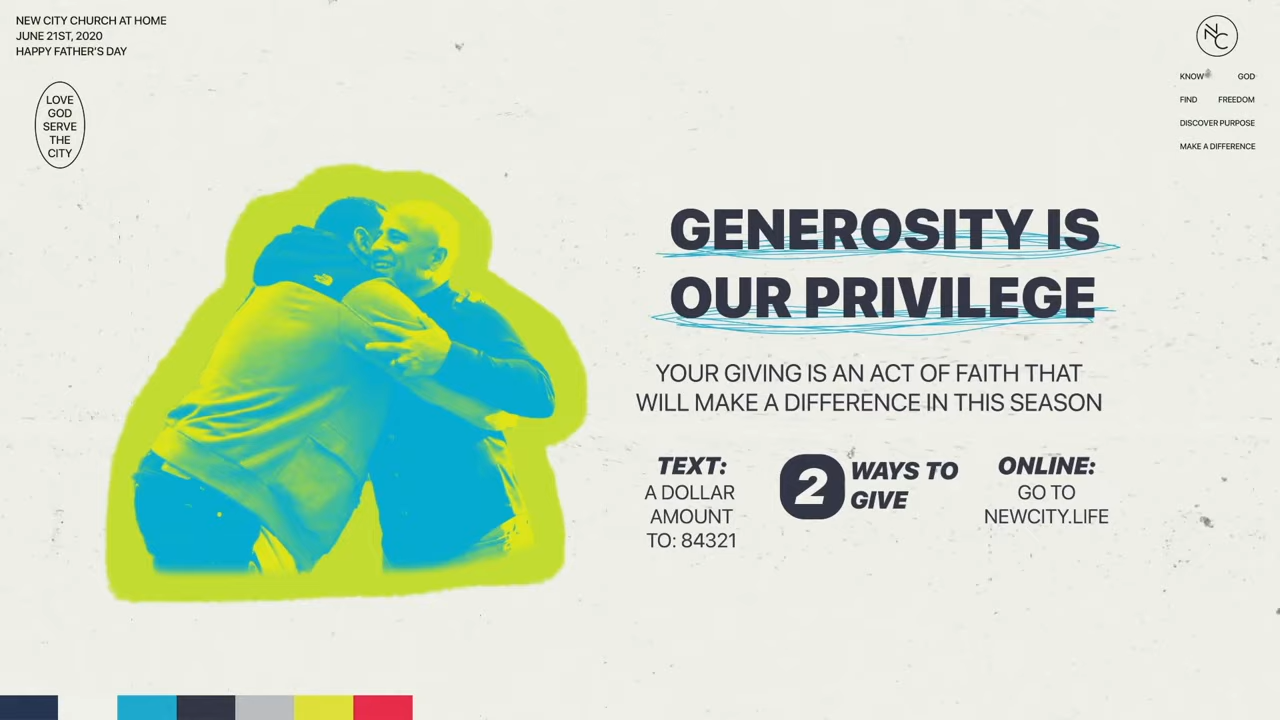 NEW CITY CHURCH AT HOME
JUNE 21ST, 2020
HAPPY FATHER'S DAY
LOVE
GOD
SERVE
THE
CITY
NC
KNOW GOD
FIND FREEDOM
DISCOVER PURPOSE
MAKE A DIFFERENCE
GENEROSITY IS
OUR PRIVILEGE
YOUR GIVING IS AN ACT OF FAITH THAT
WILL MAKE A DIFFERENCE IN THIS SEASON
TEXT:
A DOLLAR
AMOUNT
TO: 84321
2 WAYS TO
GIVE
ONLINE:
GO TO
NEWCITY.LIFE